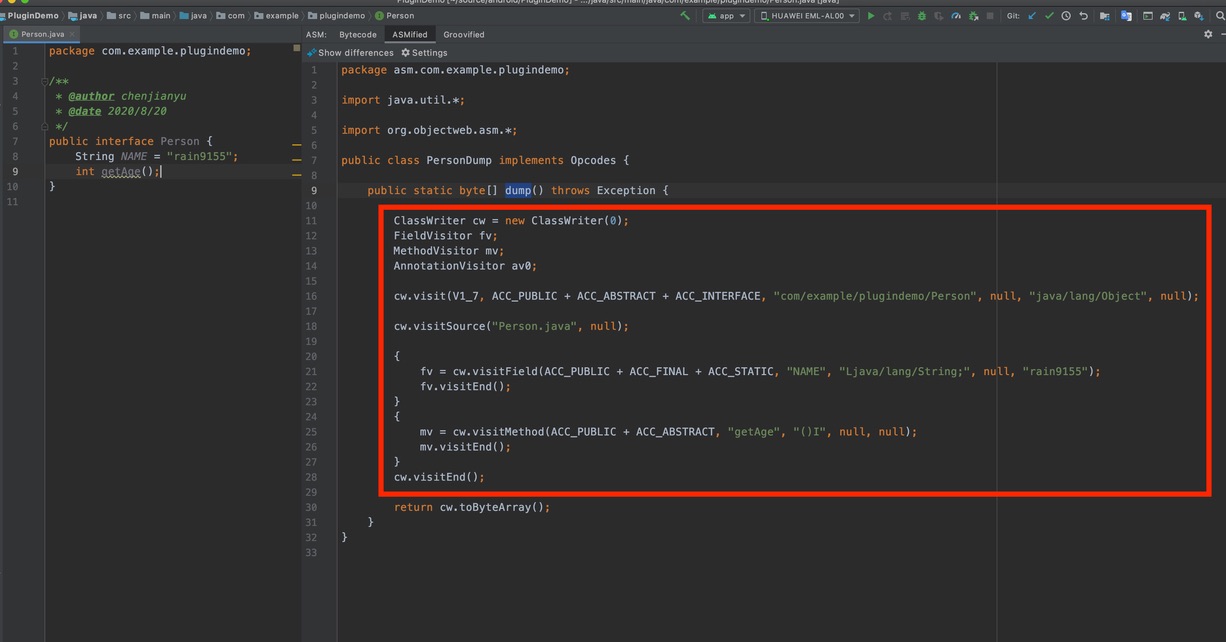 PluginDemo [~/source/android/PluginDemo] - .../java/src/main/java/com/example/plugindemo/Person.java [java]
PluginDemo java src main java com example plugindemo Person app HUAWEI EML-AL00 Git:
Person.java
ASM: Bytecode ASMified Groovified
Show differences Settings
1 package com.example.plugindemo;
2
3 /**
4 * @author chenjianyu
5 * @date 2020/8/20
6 */
7 public interface Person {
8 String NAME = "rain9155";
9 int getAge();
10 }
11
1 package asm.com.example.plugindemo;
2
3 import java.util.*;
4
5 import org.objectweb.asm.*;
6
7 public class PersonDump implements Opcodes {
8
9 public static byte[] dump() throws Exception {
10
11 ClassWriter cw = new ClassWriter(0);
12 FieldVisitor fv;
13 MethodVisitor mv;
14 AnnotationVisitor av0;
15
16 cw.visit(V1_7, ACC_PUBLIC + ACC_ABSTRACT + ACC_INTERFACE, "com/example/plugindemo/Person", null, "java/lang/Object", null);
17
18 cw.visitSource("Person.java", null);
19
20 {
21 fv = cw.visitField(ACC_PUBLIC + ACC_FINAL + ACC_STATIC, "NAME", "Ljava/lang/String;", null, "rain9155");
22 fv.visitEnd();
23 }
24 {
25 mv = cw.visitMethod(ACC_PUBLIC + ACC_ABSTRACT, "getAge", "()I", null, null);
26 mv.visitEnd();
27 }
28 cw.visitEnd();
29
30 return cw.toByteArray();
31 }
32 }
33